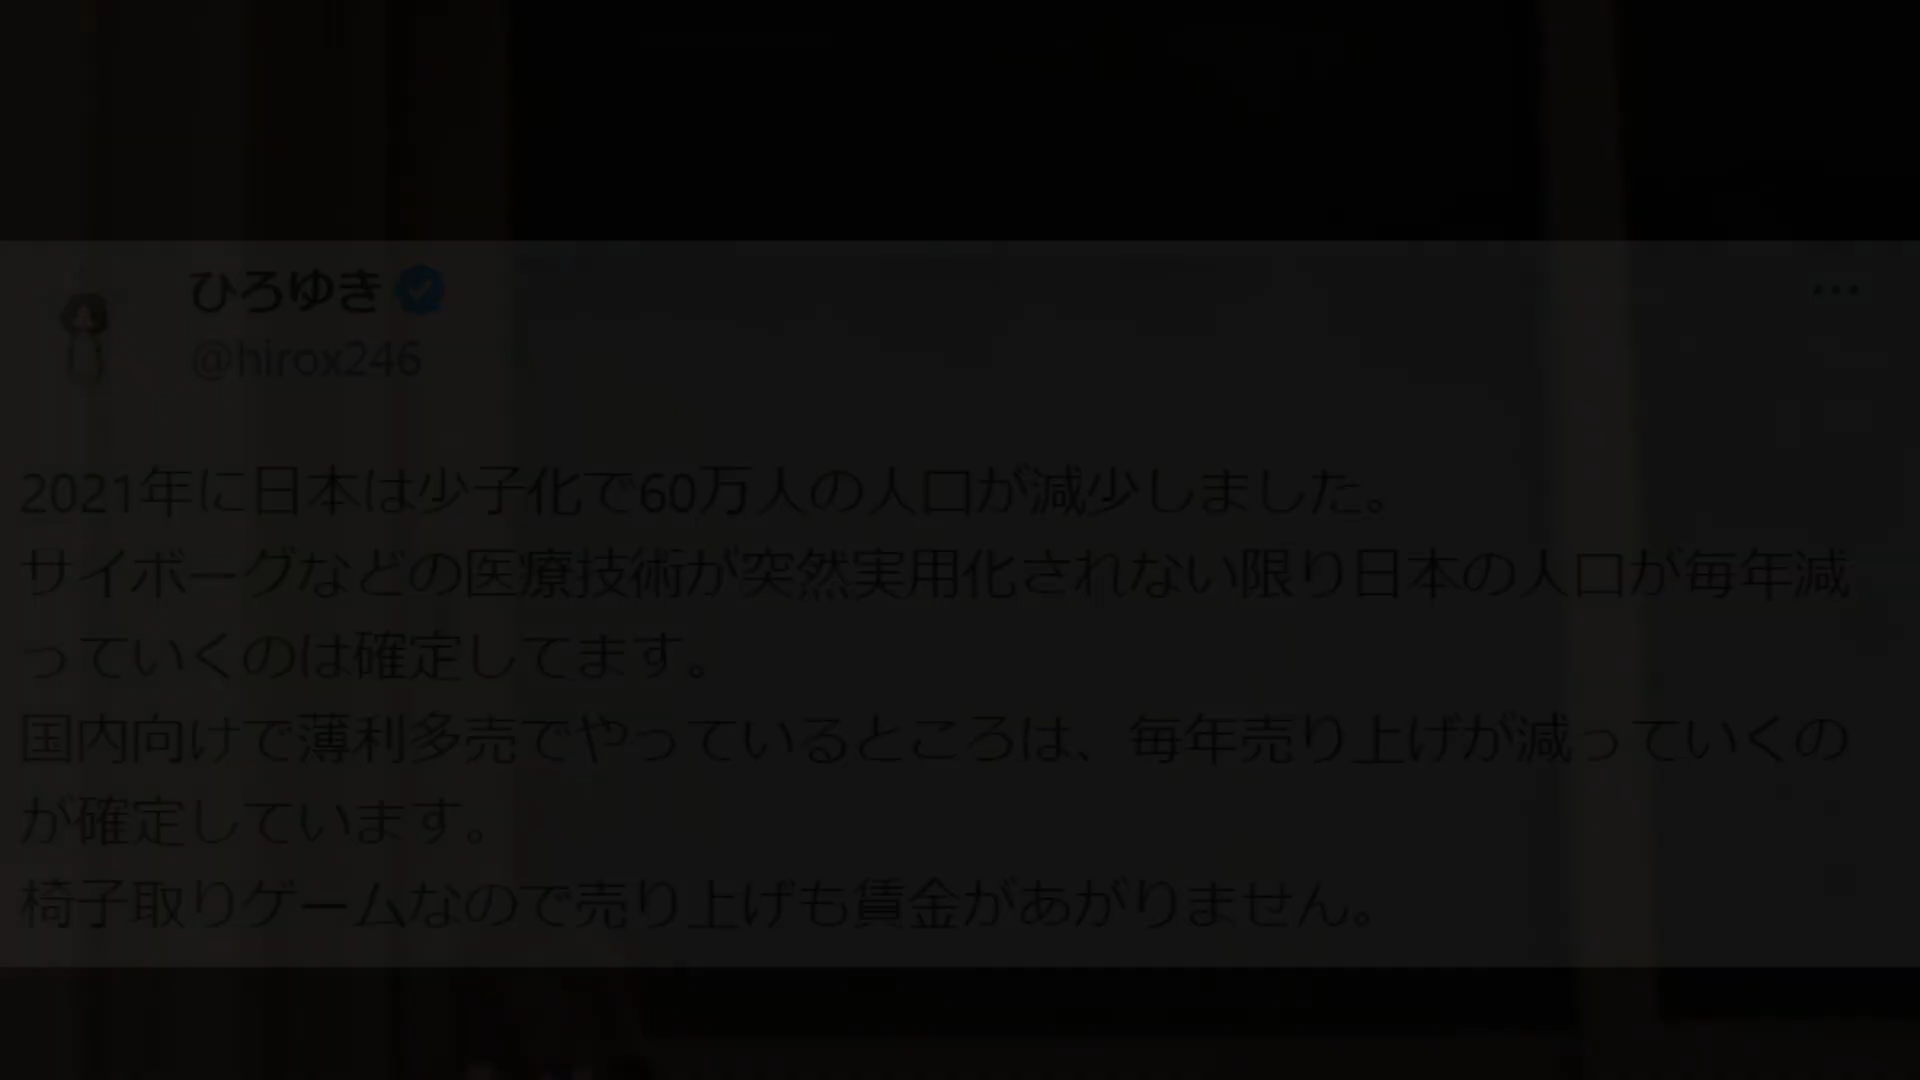 ひろゆき
@hirox246
2021年に日本は少子化で60万人の人口が減少しました。
サイボーグなどの医療技術が突然実用化されない限り日本の人口が毎年減
っていくのは確定してます。
国内向けで薄利多売でやっているところは、毎年売り上げが減っていくの
が確定しています。
椅子取りゲームなので売り上げも賃金があがりません。